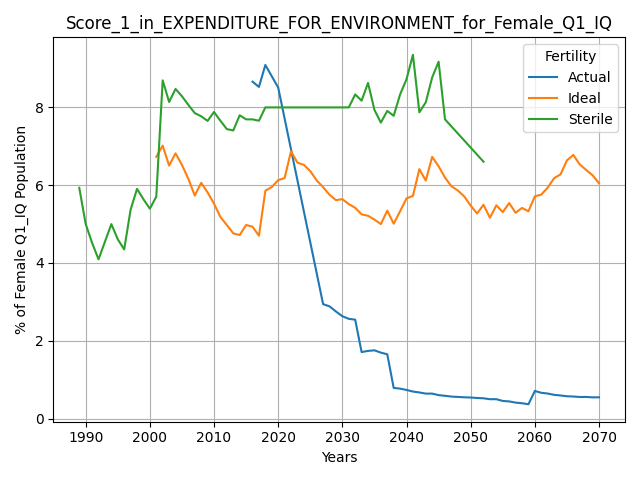 Score_1_in_EXPENDITURE_FOR_ENVIRONMENT_for_Female_Q1_IQ
Fertility
Actual
Ideal
Sterile
% of Female Q1_IQ Population
8
6
4
2
0
1990 2000 2010 2020 2030 2040 2050 2060 2070
Years